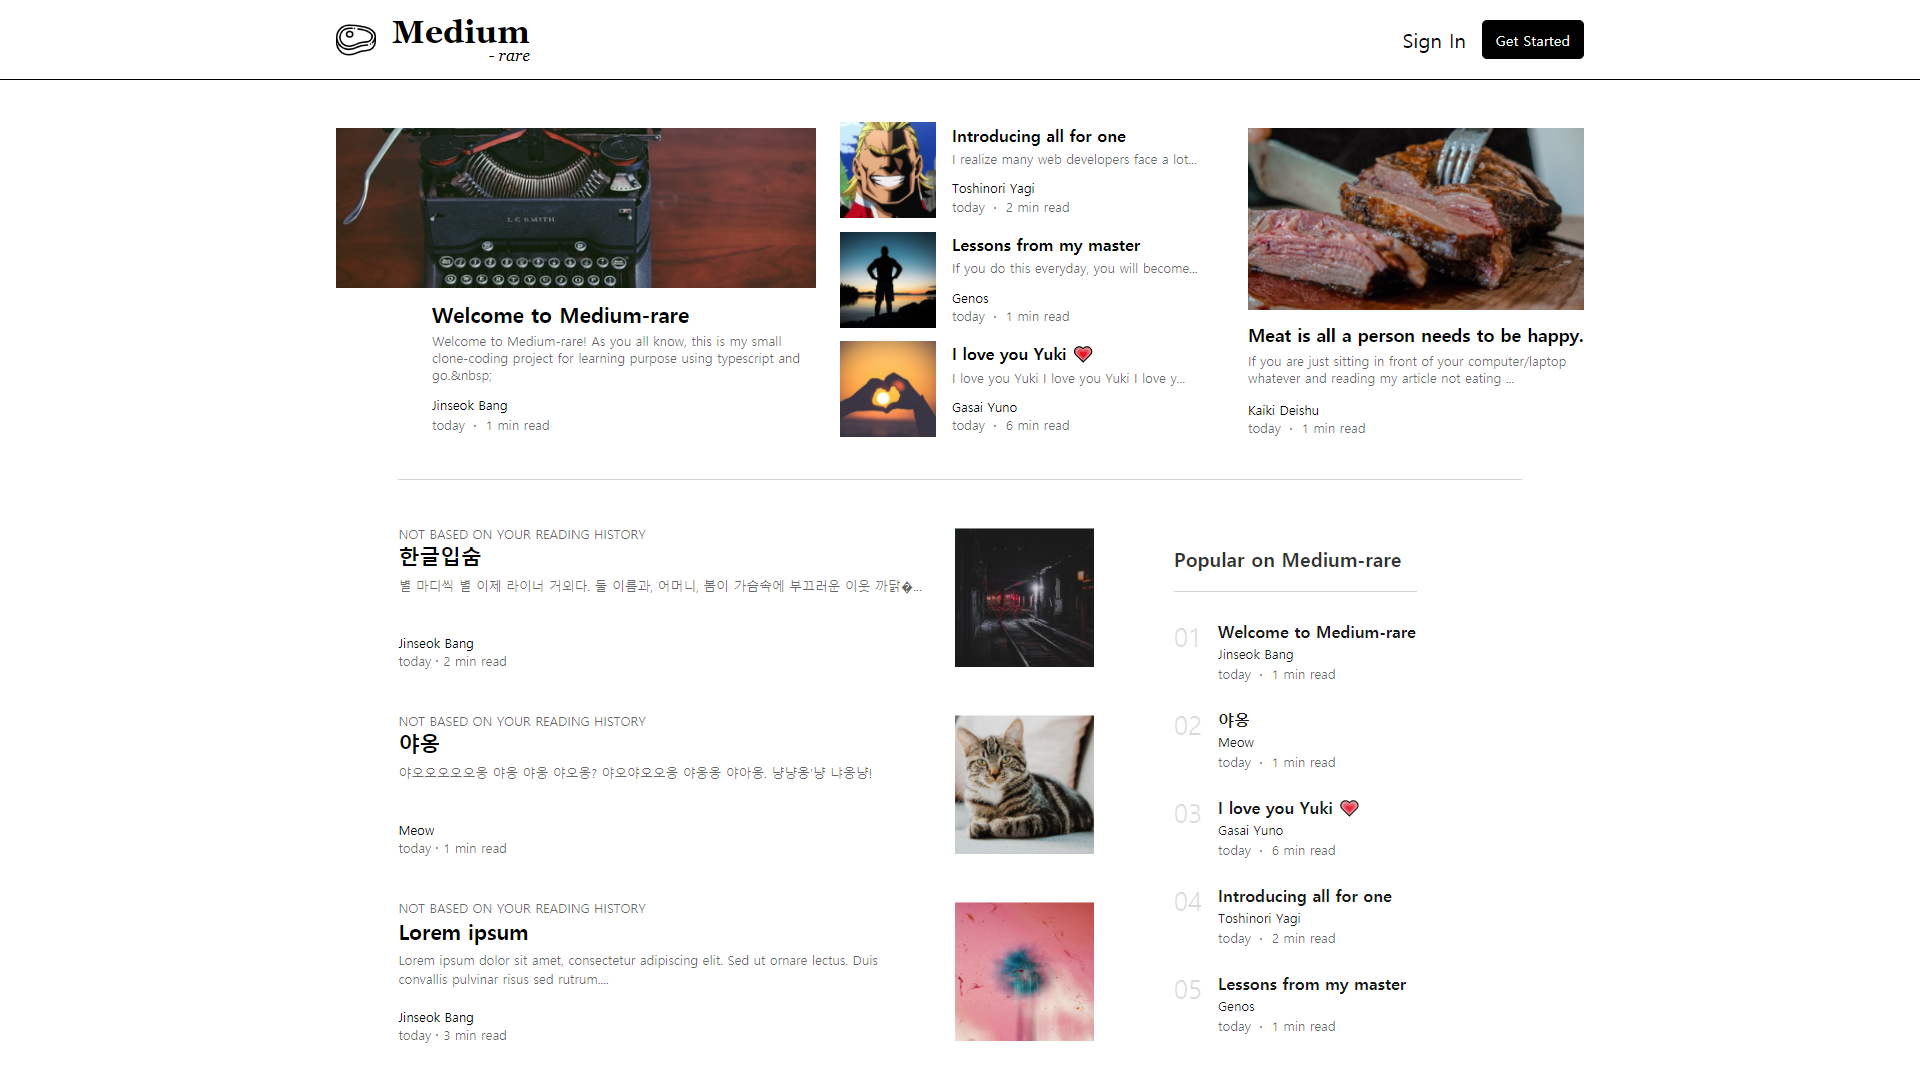 Medium
- rare
Sign In
Get Started
L C SMITH
Welcome to Medium-rare
Welcome to Medium-rare! As you all know, this is my small
clone-coding project for learning purpose using typescript and
go.&nbsp;
Jinseok Bang
today · 1 min read
Introducing all for one
I realize many web developers face a lot...
Toshinori Yagi
today · 2 min read
Lessons from my master
If you do this everyday, you will become...
Genos
today · 1 min read
I love you Yuki 💗
I love you Yuki I love you Yuki I love y...
Gasai Yuno
today · 6 min read
Meat is all a person needs to be happy.
If you are just sitting in front of your computer/laptop
whatever and reading my article not eating ...
Kaiki Deishu
today · 1 min read
NOT BASED ON YOUR READING HISTORY
한글입숨
별 마디씩 별 이제 라이너 거외다. 둘 이름과, 어머니, 봄이 가슴속에 부끄러운 이웃 까닭�...
Jinseok Bang
today · 2 min read
NOT BASED ON YOUR READING HISTORY
야옹
야오오오오오옹 야옹 야옹 야오옹? 야오야오오옹 야옹옹 야아옹. 냥냥옹'냥 냐옹냥!
Meow
today · 1 min read
NOT BASED ON YOUR READING HISTORY
Lorem ipsum
Lorem ipsum dolor sit amet, consectetur adipiscing elit. Sed ut ornare lectus. Duis
convallis pulvinar risus sed rutrum....
Jinseok Bang
today · 3 min read
Popular on Medium-rare
01
Welcome to Medium-rare
Jinseok Bang
today · 1 min read
02
야옹
Meow
today · 1 min read
03
I love you Yuki 💗
Gasai Yuno
today · 6 min read
04
Introducing all for one
Toshinori Yagi
today · 2 min read
05
Lessons from my master
Genos
today · 1 min read